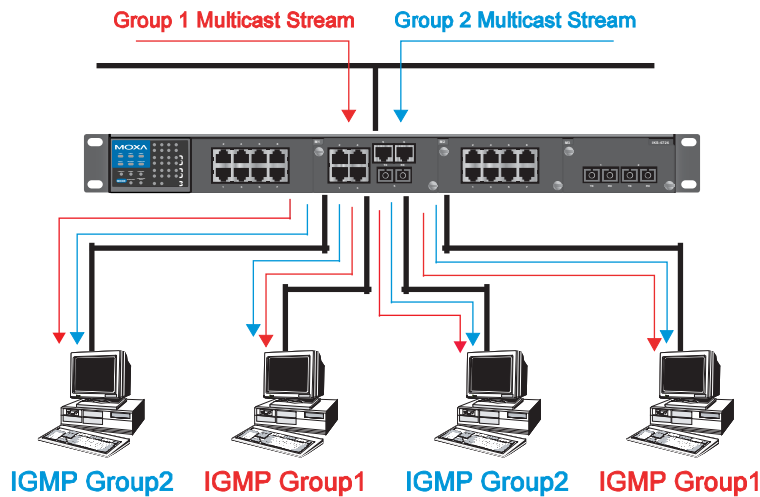 Group 1 Multicast Stream
Group 2 Multicast Stream
MOXA
IGMP Group2
IGMP Group1
IGMP Group2
IGMP Group1